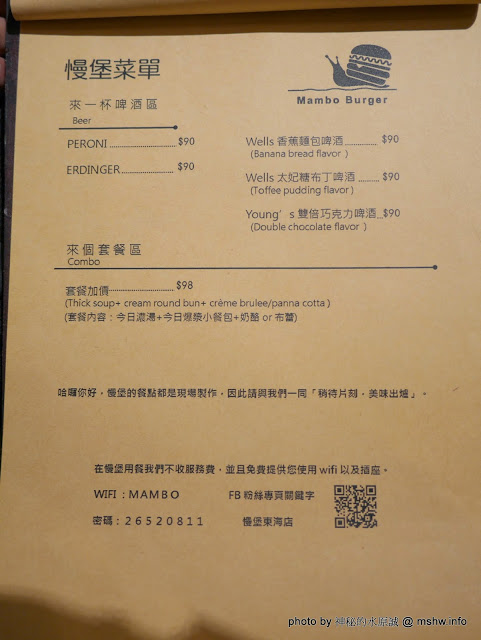 慢堡菜單
Mambo Burger
來一杯啤酒區
Beer
PERONI $90
ERDINGER $90
Wells 香蕉麵包啤酒 $90
(Banana bread flavor )
Wells 太妃糖布丁啤酒 $90
(Toffee pudding flavor )
Young’s 雙倍巧克力啤酒 $90
(Double chocolate flavor )
來個套餐區
Combo
套餐加價 $98
(Thick soup+ cream round bun+ crème brulee/panna cotta )
(套餐內容：今日濃湯+今日爆漿小餐包+奶酪 or 布蕾)
哈囉你好，慢堡的餐點都是現場製作，因此請與我們一同「稍待片刻，美味出爐」。
在慢堡用餐我們不收服務費，並且免費提供您使用 wifi 以及插座。
WIFI：MAMBO
密碼：26520811
FB 粉絲專頁關鍵字
慢堡東海店
photo by 神秘的水尼誠 @ mshw.info